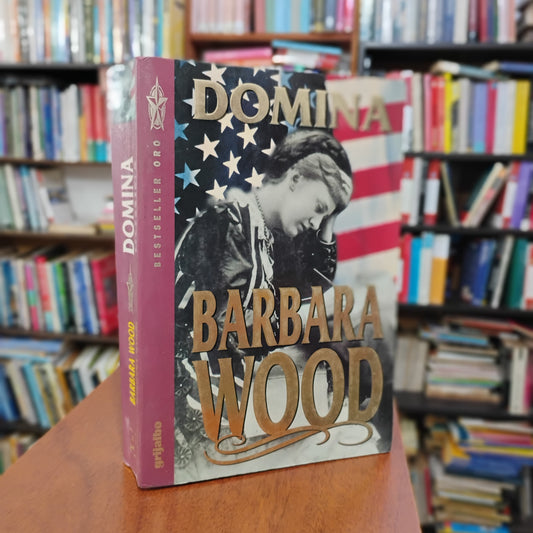 DOMINA
BARBARA
WOOD
DOMINA
BARBARA WOOD
grijalbo
BESTSELLER ORO